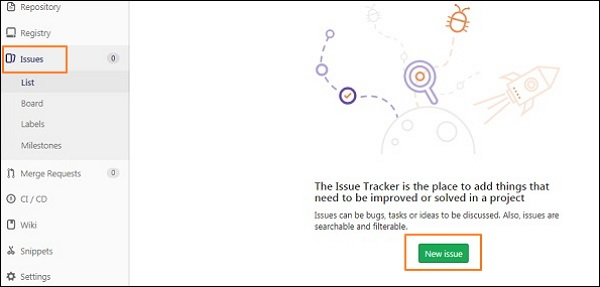 Repository
Registry
Issues 0
List
Board
Labels
Milestones
Merge Requests 0
CI / CD
Wiki
Snippets
Settings
The Issue Tracker is the place to add things that
need to be improved or solved in a project
Issues can be bugs, tasks or ideas to be discussed. Also, issues are
searchable and filterable.
New issue